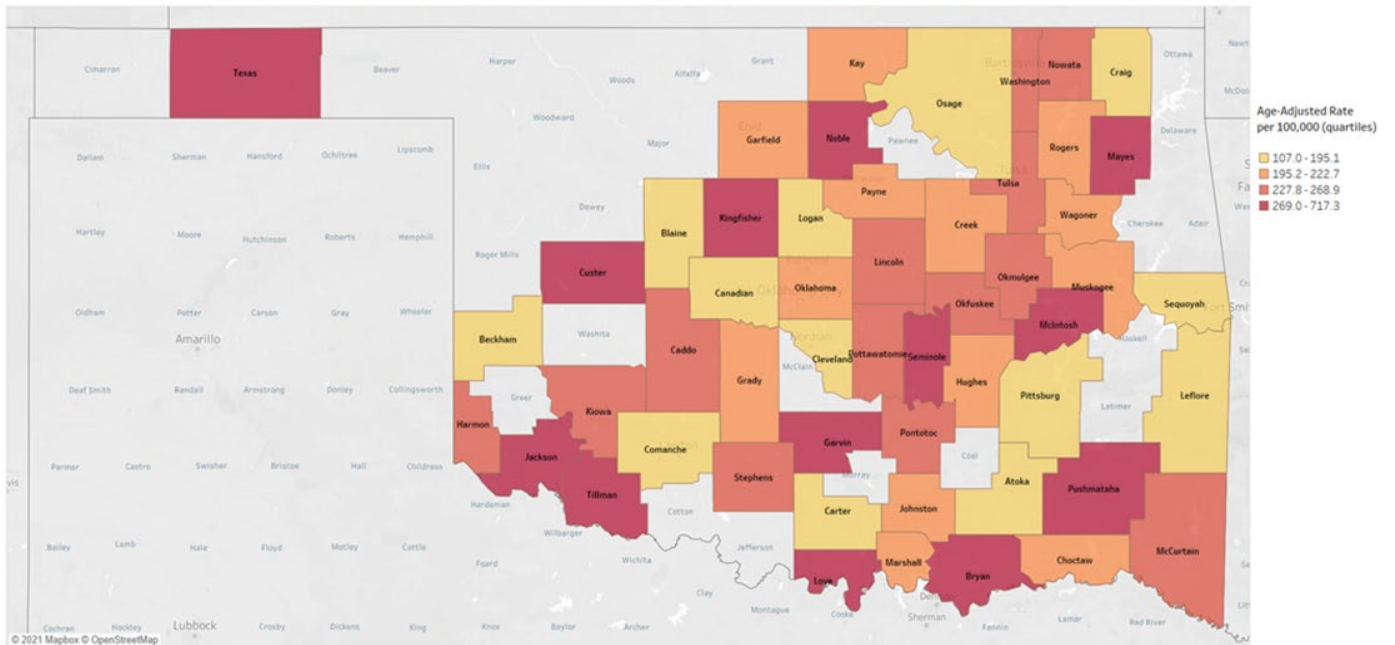 Cimarron
Texas
Beaver
Harper
Woods
Alfalfa
Grant
Kay
Osage
Washington
Nowata
Craig
Ottawa
Woodward
Major
Garfield
Noble
Pawnee
Rogers
Mayes
Delaware
Dallam
Sherman
Hansford
Ochiltree
Lipscomb
Ellis
Dewey
Blaine
Kingfisher
Logan
Payne
Creek
Tulsa
Wagoner
Cherokee
Adair
Hartley
Moore
Hutchinson
Roberts
Hemphill
Roger Mills
Custer
Canadian
Oklahoma
Lincoln
Okmulgee
Okfuskee
Muskogee
Sequoyah
McIntosh
Haskell
Oldham
Potter
Carson
Gray
Wheeler
Amarillo
Beckham
Washita
Caddo
Grady
McClain
Cleveland
Pottawatomie
Seminole
Hughes
Pittsburg
Latimer
Leflore
Deaf Smith
Randall
Armstrong
Donley
Collingsworth
Greer
Harmon
Kiowa
Jackson
Tillman
Comanche
Stephens
Garvin
Pontotoc
Coal
Murray
Atoka
Pushmataha
McCurtain
Parmer
Castro
Swisher
Briscoe
Hall
Childress
Hardeman
Cotton
Jefferson
Carter
Johnston
Love
Marshall
Bryan
Choctaw
Bailey
Lamb
Hale
Floyd
Motley
Cottle
Foard
Wilbarger
Wichita
Clay
Montague
Cooke
Sherman
Fannin
Lamar
Red River
Cochran
Hockley
Lubbock
Crosby
Dickens
King
Knox
Baylor
Archer
© 2021 Mapbox © OpenStreetMap
Age-Adjusted Rate
per 100,000 (quartiles)
107.0 - 195.1
195.2 - 222.7
227.8 - 268.9
269.0 - 717.3